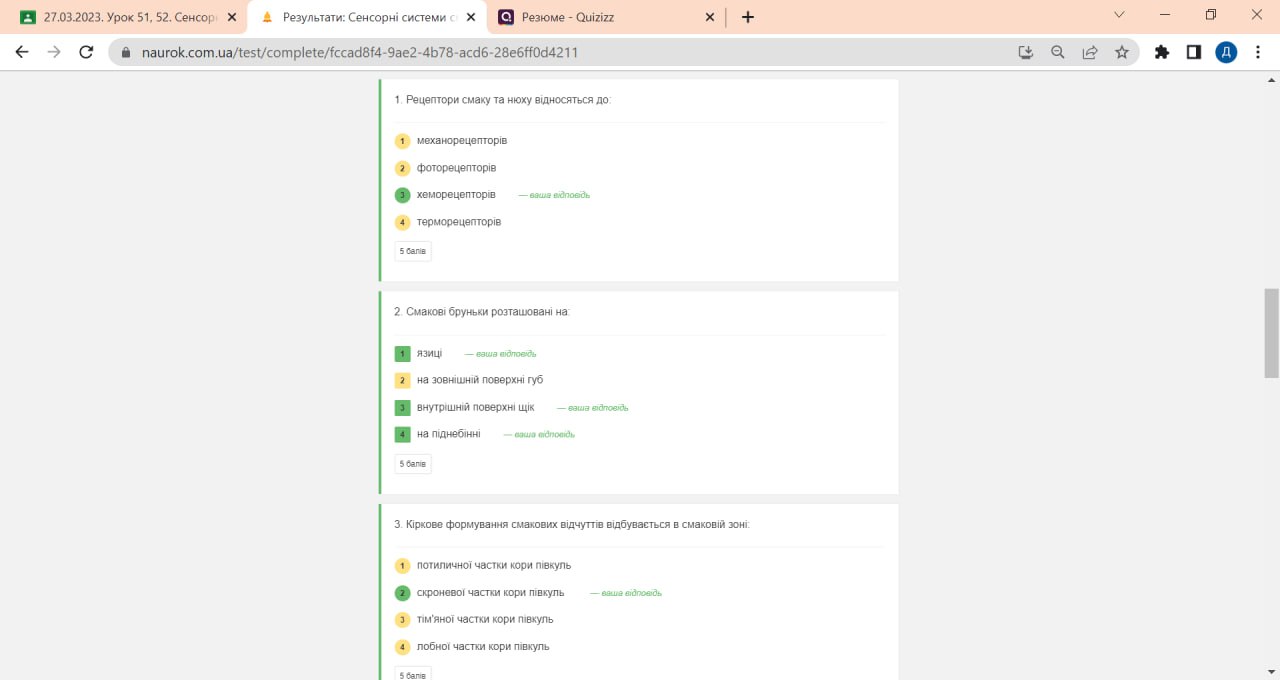 27.03.2023. Урок 51, 52. Сенсор
Результати: Сенсорні системи с
Резюме - Quizizz
naurok.com.ua/test/complete/fccad8f4-9ae2-4b78-acd6-28e6ff0d4211
Д
1. Рецептори смаку та нюху відносяться до:
1 механорецепторів
2 фоторецепторів
3 хеморецепторів — ваша відповідь
4 терморецепторів
5 балів
2. Смакові бруньки розташовані на:
1 язиці — ваша відповідь
2 на зовнішній поверхні губ
3 внутрішній поверхні щік — ваша відповідь
4 на піднебінні — ваша відповідь
5 балів
3. Кіркове формування смакових відчуттів відбувається в смаковій зоні:
1 потиличної частки кори півкуль
2 скроневої частки кори півкуль — ваша відповідь
3 тім'яної частки кори півкуль
4 лобної частки кори півкуль
5 балів